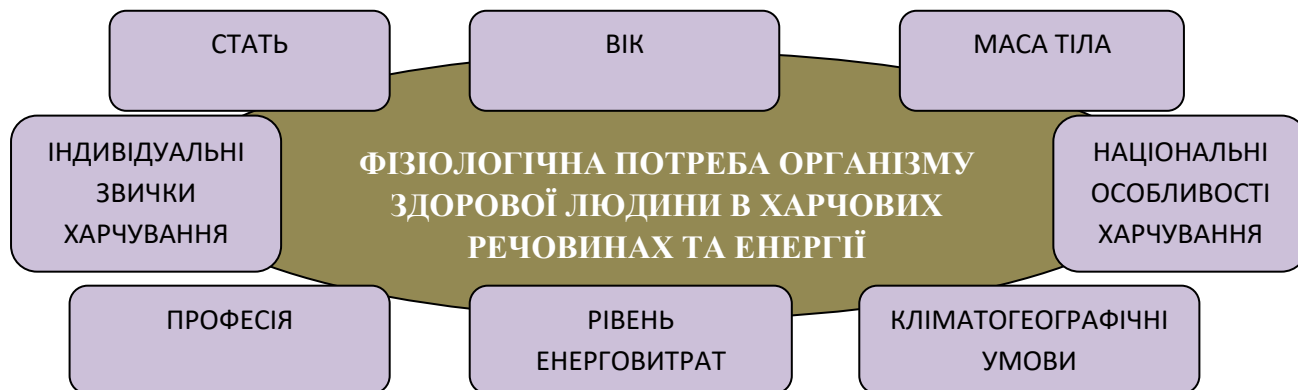 СТАТЬ
ВІК
МАСА ТІЛА
ІНДИВІДУАЛЬНІ
ЗВИЧКИ
ХАРЧУВАННЯ
ФІЗІОЛОГІЧНА ПОТРЕБА ОРГАНІЗМУ
ЗДОРОВОЇ ЛЮДИНИ В ХАРЧОВИХ
РЕЧОВИНАХ ТА ЕНЕРГІЇ
НАЦІОНАЛЬНІ
ОСОБЛИВОСТІ
ХАРЧУВАННЯ
ПРОФЕСІЯ
РІВЕНЬ
ЕНЕРГОВИТРАТ
КЛІМАТОГЕОГРАФІЧНІ
УМОВИ